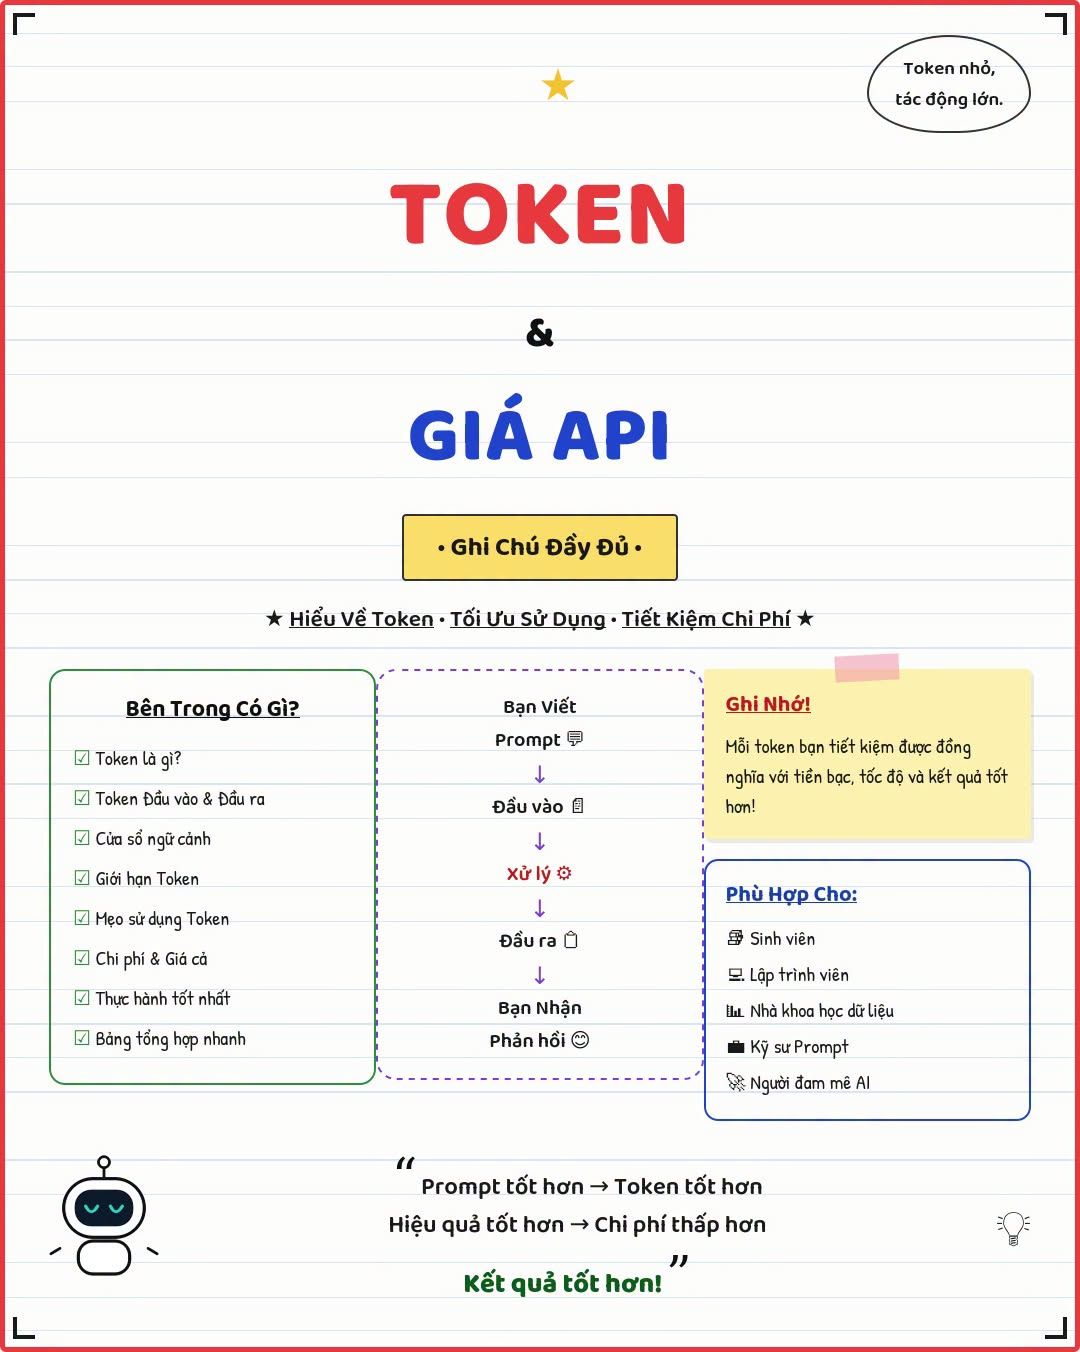 Token nhỏ,
tác động lớn.
TOKEN
&
GIÁ API
• Ghi Chú Đầy Đủ •
★ Hiểu Về Token • Tối Ưu Sử Dụng • Tiết Kiệm Chi Phí ★
Bên Trong Có Gì?
☑ Token là gì?
☑ Token Đầu vào & Đầu ra
☑ Cửa sổ ngữ cảnh
☑ Giới hạn Token
☑ Mẹo sử dụng Token
☑ Chi phí & Giá cả
☑ Thực hành tốt nhất
☑ Bảng tổng hợp nhanh
Bạn Viết
Prompt 💬
↓
Đầu vào 📄
↓
Xử lý ⚙
↓
Đầu ra 📋
↓
Bạn Nhận
Phản hồi 😊
Ghi Nhớ!
Mỗi token bạn tiết kiệm được đồng
nghĩa với tiền bạc, tốc độ và kết quả tốt
hơn!
Phù Hợp Cho:
📚 Sinh viên
💻 Lập trình viên
📊 Nhà khoa học dữ liệu
💼 Kỹ sư Prompt
🚀 Người đam mê AI
“Prompt tốt hơn → Token tốt hơn
Hiệu quả tốt hơn → Chi phí thấp hơn
Kết quả tốt hơn!”